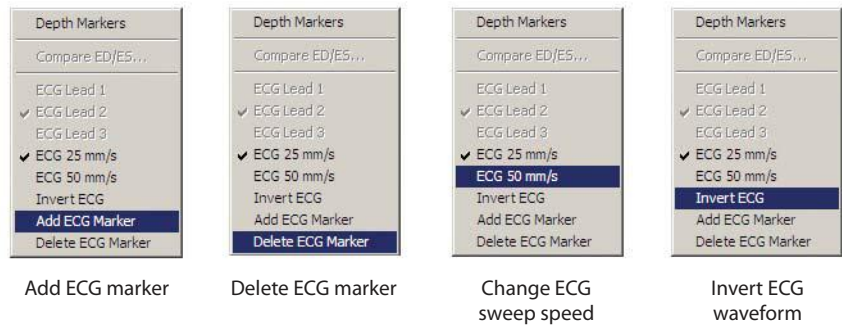 Depth Markers
Compare ED/ES...
ECG Lead 1
ECG Lead 2
ECG Lead 3
ECG 25 mm/s
ECG 50 mm/s
Invert ECG
Add ECG Marker
Delete ECG Marker
Add ECG marker
Depth Markers
Compare ED/ES...
ECG Lead 1
ECG Lead 2
ECG Lead 3
ECG 25 mm/s
ECG 50 mm/s
Invert ECG
Add ECG Marker
Delete ECG Marker
Delete ECG marker
Depth Markers
Compare ED/ES...
ECG Lead 1
ECG Lead 2
ECG Lead 3
ECG 25 mm/s
ECG 50 mm/s
Invert ECG
Add ECG Marker
Delete ECG Marker
Change ECG
sweep speed
Depth Markers
Compare ED/ES...
ECG Lead 1
ECG Lead 2
ECG Lead 3
ECG 25 mm/s
ECG 50 mm/s
Invert ECG
Add ECG Marker
Delete ECG Marker
Invert ECG
waveform